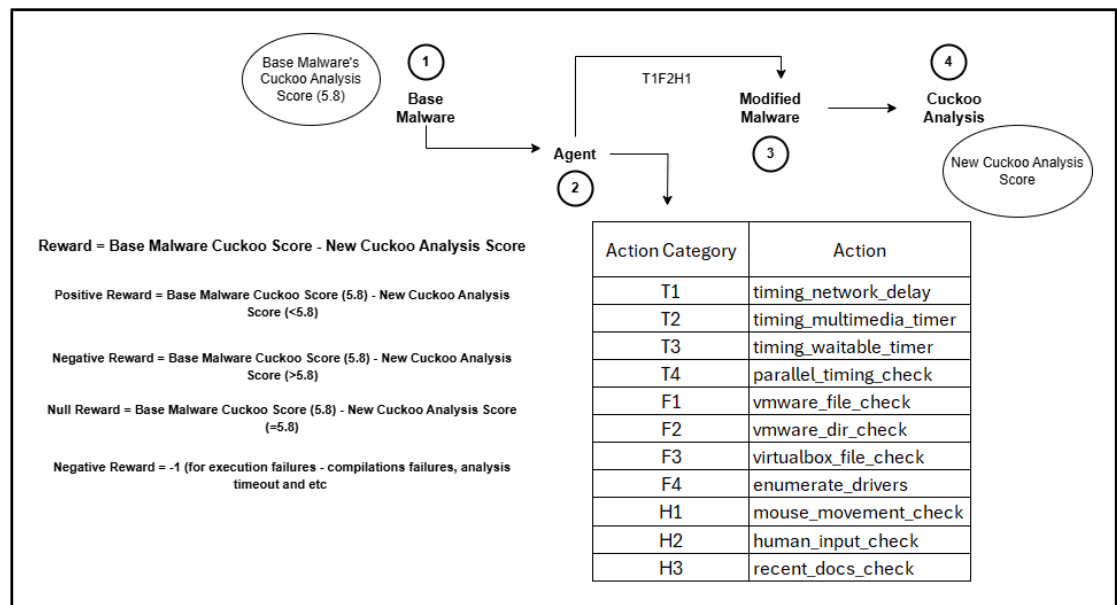 Base Malware's
Cuckoo Analysis
Score (5.8)
1
Base
Malware
T1F2H1
Agent
2
Modified
Malware
3
4
Cuckoo
Analysis
New Cuckoo Analysis
Score
Reward = Base Malware Cuckoo Score - New Cuckoo Analysis Score
Positive Reward = Base Malware Cuckoo Score (5.8) - New Cuckoo Analysis
Score (<5.8)
Negative Reward = Base Malware Cuckoo Score (5.8) - New Cuckoo Analysis
Score (>5.8)
Null Reward = Base Malware Cuckoo Score (5.8) - New Cuckoo Analysis Score
(=5.8)
Negative Reward = -1 (for execution failures - compilations failures, analysis
timeout and etc
Action Category Action
T1 timing_network_delay
T2 timing_multimedia_timer
T3 timing_waitable_timer
T4 parallel_timing_check
F1 vmware_file_check
F2 vmware_dir_check
F3 virtualbox_file_check
F4 enumerate_drivers
H1 mouse_movement_check
H2 human_input_check
H3 recent_docs_check